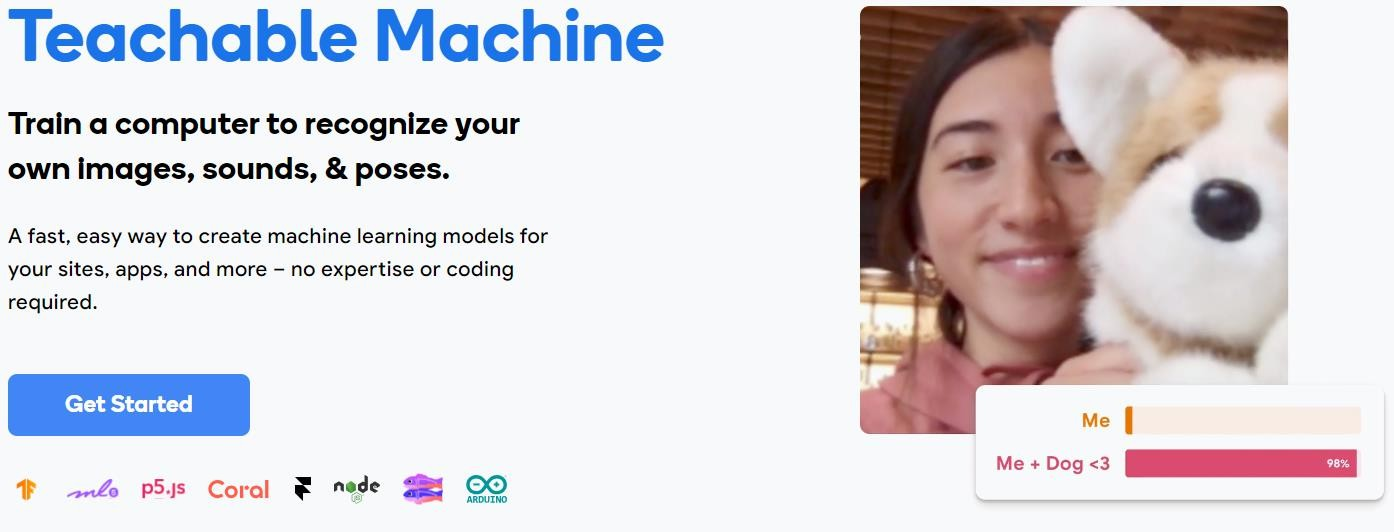 Teachable Machine
Train a computer to recognize your
own images, sounds, & poses.
A fast, easy way to create machine learning models for
your sites, apps, and more – no expertise or coding
required.
Get Started
ml5 p5.js Coral node JS ARDUINO
Me
Me + Dog <3 98%